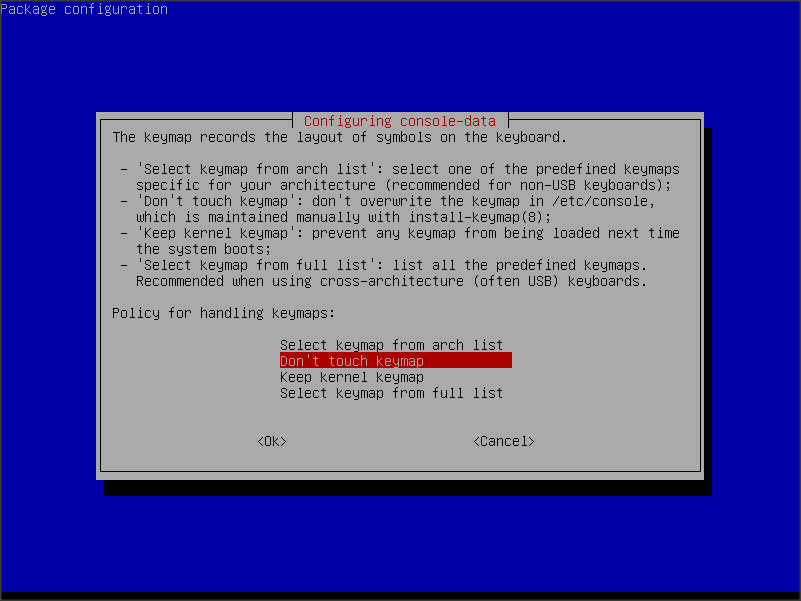 Package configuration
Configuring console-data
The keymap records the layout of symbols on the keyboard.
- 'Select keymap from arch list': select one of the predefined keymaps
specific for your architecture (recommended for non-USB keyboards);
- 'Don't touch keymap': don't overwrite the keymap in /etc/console,
which is maintained manually with install-keymap(8);
- 'Keep kernel keymap': prevent any keymap from being loaded next time
the system boots;
- 'Select keymap from full list': list all the predefined keymaps.
Recommended when using cross-architecture (often USB) keyboards.
Policy for handling keymaps:
Select keymap from arch list
Don't touch keymap
Keep kernel keymap
Select keymap from full list
<Ok> <Cancel>